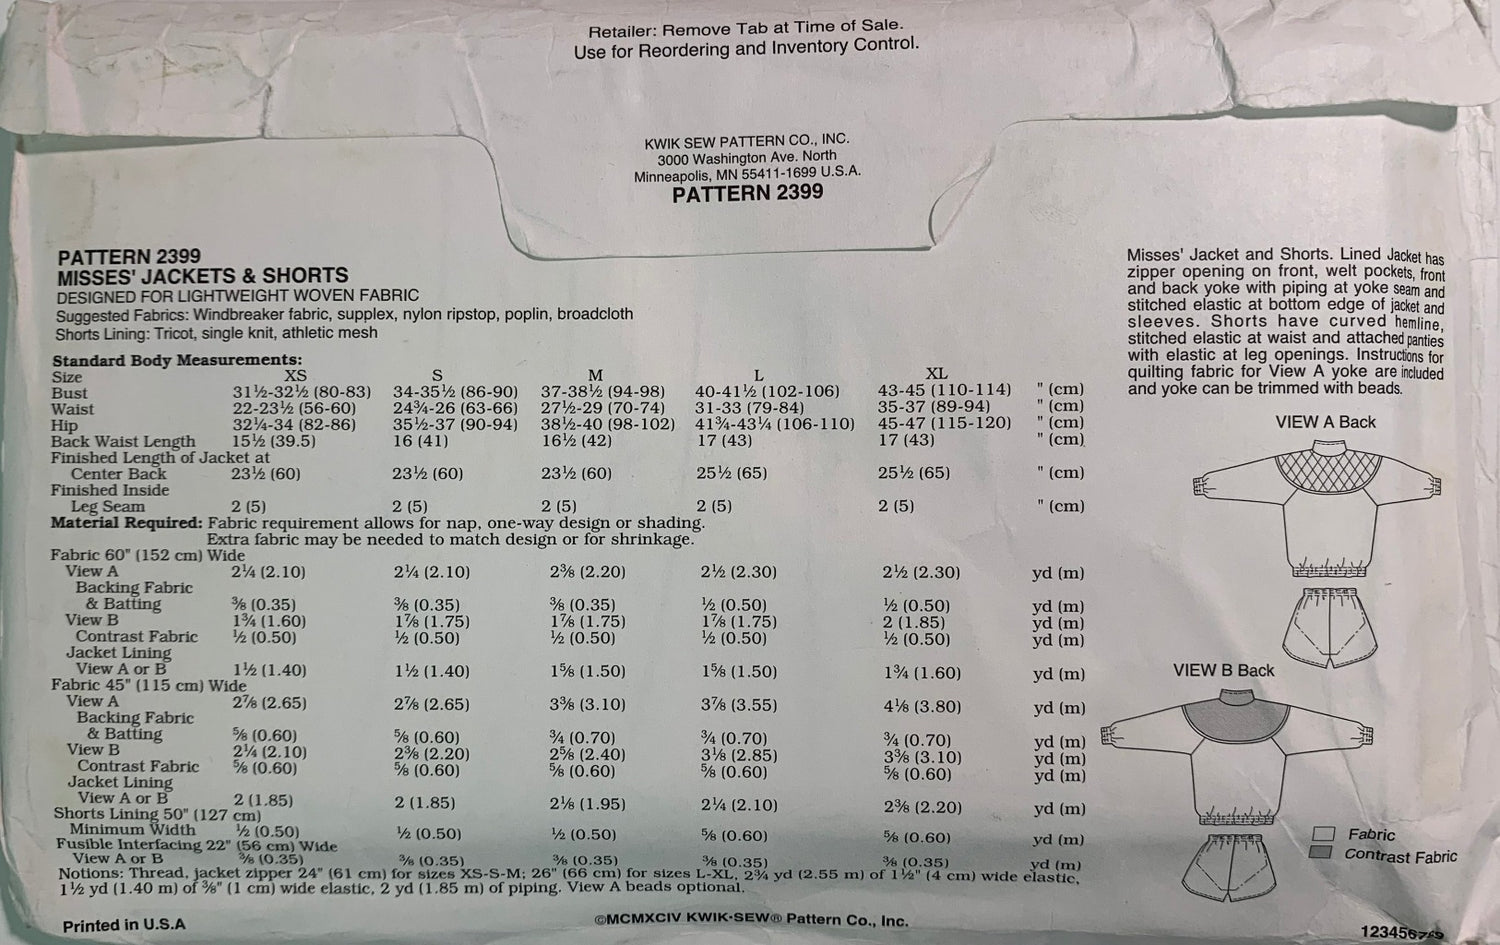 Retailer: Remove Tab at Time of Sale.
Use for Reordering and Inventory Control.
KWIK SEW PATTERN CO., INC.
3000 Washington Ave. North
Minneapolis, MN 55411-1699 U.S.A.
PATTERN 2399
PATTERN 2399
MISSES' JACKETS & SHORTS
DESIGNED FOR LIGHTWEIGHT WOVEN FABRIC
Suggested Fabrics: Windbreaker fabric, supplex, nylon ripstop, poplin, broadcloth
Shorts Lining: Tricot, single knit, athletic mesh
Standard Body Measurements:
Size XS S M L XL
Bust 31½-32½ (80-83) 34-35½ (86-90) 37-38½ (94-98) 40-41½ (102-106) 43-45 (110-114) " (cm)
Waist 22-23½ (56-60) 24¾-26 (63-66) 27½-29 (70-74) 31-33 (79-84) 35-37 (89-94) " (cm)
Hip 32¼-34 (82-86) 35½-37 (90-94) 38½-40 (98-102) 41¾-43¼ (106-110) 45-47 (115-120) " (cm)
Back Waist Length 15½ (39.5) 16 (41) 16½ (42) 17 (43) 17 (43) " (cm)
Finished Length of Jacket at
Center Back 23½ (60) 23½ (60) 23½ (60) 25½ (65) 25½ (65) " (cm)
Finished Inside
Leg Seam 2 (5) 2 (5) 2 (5) 2 (5) 2 (5) " (cm)
Material Required: Fabric requirement allows for nap, one-way design or shading.
Extra fabric may be needed to match design or for shrinkage.
Fabric 60" (152 cm) Wide
View A 2¼ (2.10) 2¼ (2.10) 2⅜ (2.20) 2½ (2.30) 2½ (2.30) yd (m)
Backing Fabric
& Batting ⅜ (0.35) ⅜ (0.35) ⅜ (0.35) ½ (0.50) ½ (0.50) yd (m)
View B 1¾ (1.60) 1⅞ (1.75) 1⅞ (1.75) 1⅞ (1.75) 2 (1.85) yd (m)
Contrast Fabric ½ (0.50) ½ (0.50) ½ (0.50) ½ (0.50) ½ (0.50) yd (m)
Jacket Lining
View A or B 1½ (1.40) 1½ (1.40) 1⅝ (1.50) 1⅝ (1.50) 1¾ (1.60) yd (m)
Fabric 45" (115 cm) Wide
View A 2⅞ (2.65) 2⅞ (2.65) 3⅜ (3.10) 3⅞ (3.55) 4⅛ (3.80) yd (m)
Backing Fabric
& Batting ⅝ (0.60) ⅝ (0.60) ¾ (0.70) ¾ (0.70) ¾ (0.70) yd (m)
View B 2¼ (2.10) 2⅜ (2.20) 2⅝ (2.40) 3⅛ (2.85) 3⅜ (3.10) yd (m)
Contrast Fabric ⅝ (0.60) ⅝ (0.60) ⅝ (0.60) ⅝ (0.60) ⅝ (0.60) yd (m)
Jacket Lining
View A or B 2 (1.85) 2 (1.85) 2⅛ (1.95) 2¼ (2.10) 2⅜ (2.20) yd (m)
Shorts Lining 50" (127 cm)
Minimum Width ½ (0.50) ½ (0.50) ½ (0.50) ⅝ (0.60) ⅝ (0.60) yd (m)
Fusible Interfacing 22" (56 cm) Wide
View A or B ⅜ (0.35) ⅜ (0.35) ⅜ (0.35) ⅜ (0.35) ⅜ (0.35) yd (m)
Notions: Thread, jacket zipper 24" (61 cm) for sizes XS-S-M; 26" (66 cm) for sizes L-XL, 2¾ yd (2.55 m) of 1½" (4 cm) wide elastic,
1½ yd (1.40 m) of ⅜" (1 cm) wide elastic, 2 yd (1.85 m) of piping. View A beads optional.
Misses' Jacket and Shorts. Lined Jacket has
zipper opening on front, welt pockets, front
and back yoke with piping at yoke seam and
stitched elastic at bottom edge of jacket and
sleeves. Shorts have curved hemline,
stitched elastic at waist and attached panties
with elastic at leg openings. Instructions for
quilting fabric for View A yoke are included
and yoke can be trimmed with beads.
VIEW A Back
VIEW B Back
Fabric
Contrast Fabric
Printed in U.S.A
©MCMXCIV KWIK•SEW® Pattern Co., Inc.
123456789